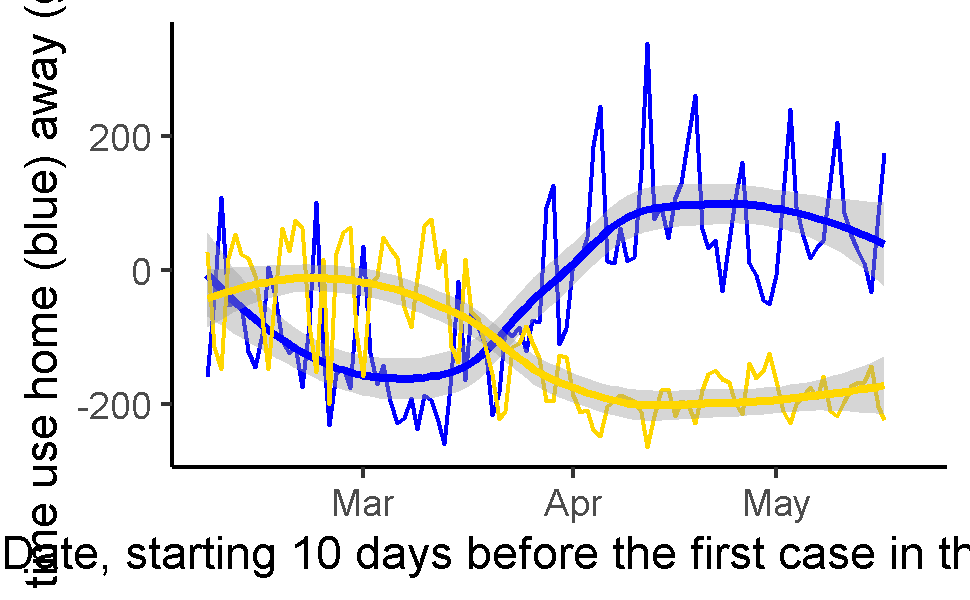 time use home (blue) away (
200
0
-200
Mar Apr May
Date, starting 10 days before the first case in th